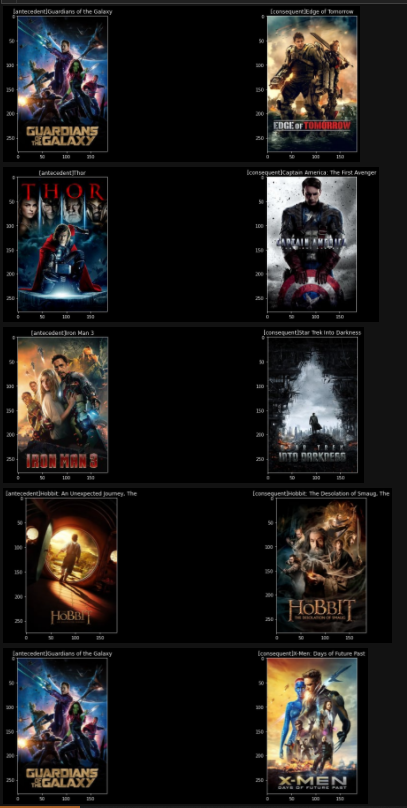 [antecedent]Guardians of the Galaxy
[consequent]Edge of Tomorrow
0
50
100
150
200
250
GUARDIANS
OF THE
GALAXY
0 50 100 150
0
50
100
150
200
250
EDGE OF TOMORROW
0 50 100 150
[antecedent]Thor
[consequent]Captain America: The First Avenger
0
50
100
150
200
250
THOR
0 50 100 150
0
50
100
150
200
250
CAPTAIN AMERICA
0 50 100 150
[antecedent]Iron Man 3
[consequent]Star Trek Into Darkness
0
50
100
150
200
250
IRON MAN 3
0 50 100 150
0
50
100
150
200
250
STAR TREK
INTO DARKNESS
0 50 100 150
[antecedent]Hobbit: An Unexpected Journey, The
[consequent]Hobbit: The Desolation of Smaug, The
0
50
100
150
200
250
THE
HOBBIT
0 50 100 150
0
50
100
150
200
250
THE
HOBBIT
THE DESOLATION OF SMAUG
0 50 100 150
[antecedent]Guardians of the Galaxy
[consequent]X-Men: Days of Future Past
0
50
100
150
200
250
GUARDIANS
OF THE
GALAXY
0 50 100 150
0
50
100
150
200
250
X-MEN
DAYS OF FUTURE PAST
0 50 100 150